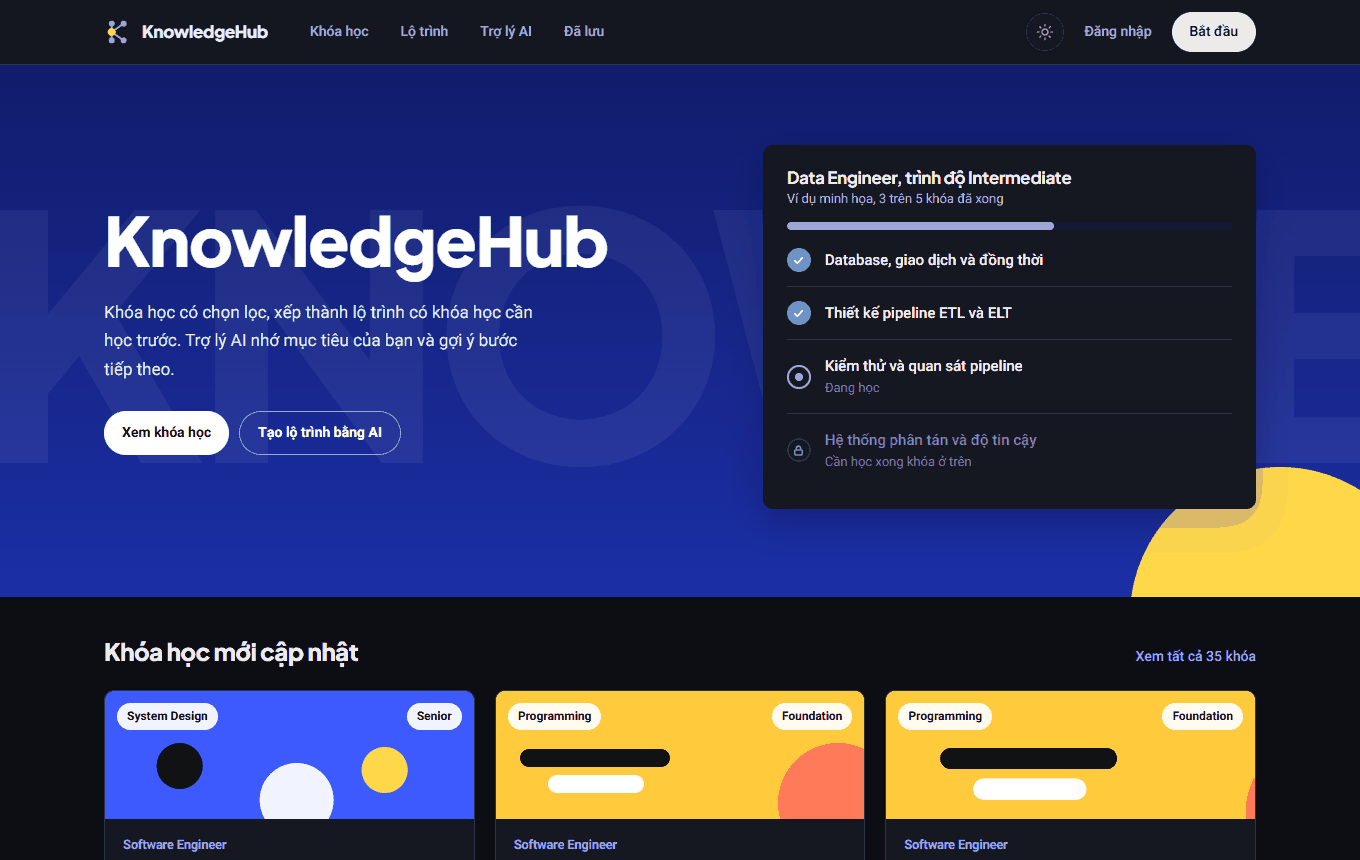 KnowledgeHub
Khóa học
Lộ trình
Trợ lý AI
Đã lưu
Đăng nhập
Bắt đầu
KNOW
E
KnowledgeHub
Khóa học có chọn lọc, xếp thành lộ trình có khóa học cần
học trước. Trợ lý AI nhớ mục tiêu của bạn và gợi ý bước
tiếp theo.
Xem khóa học
Tạo lộ trình bằng AI
Data Engineer, trình độ Intermediate
Ví dụ minh họa, 3 trên 5 khóa đã xong
Database, giao dịch và đồng thời
Thiết kế pipeline ETL và ELT
Kiểm thử và quan sát pipeline
Đang học
Hệ thống phân tán và độ tin cậy
Cần học xong khóa ở trên
Khóa học mới cập nhật
Xem tất cả 35 khóa
System Design
Senior
Programming
Foundation
Programming
Foundation
Software Engineer
Software Engineer
Software Engineer